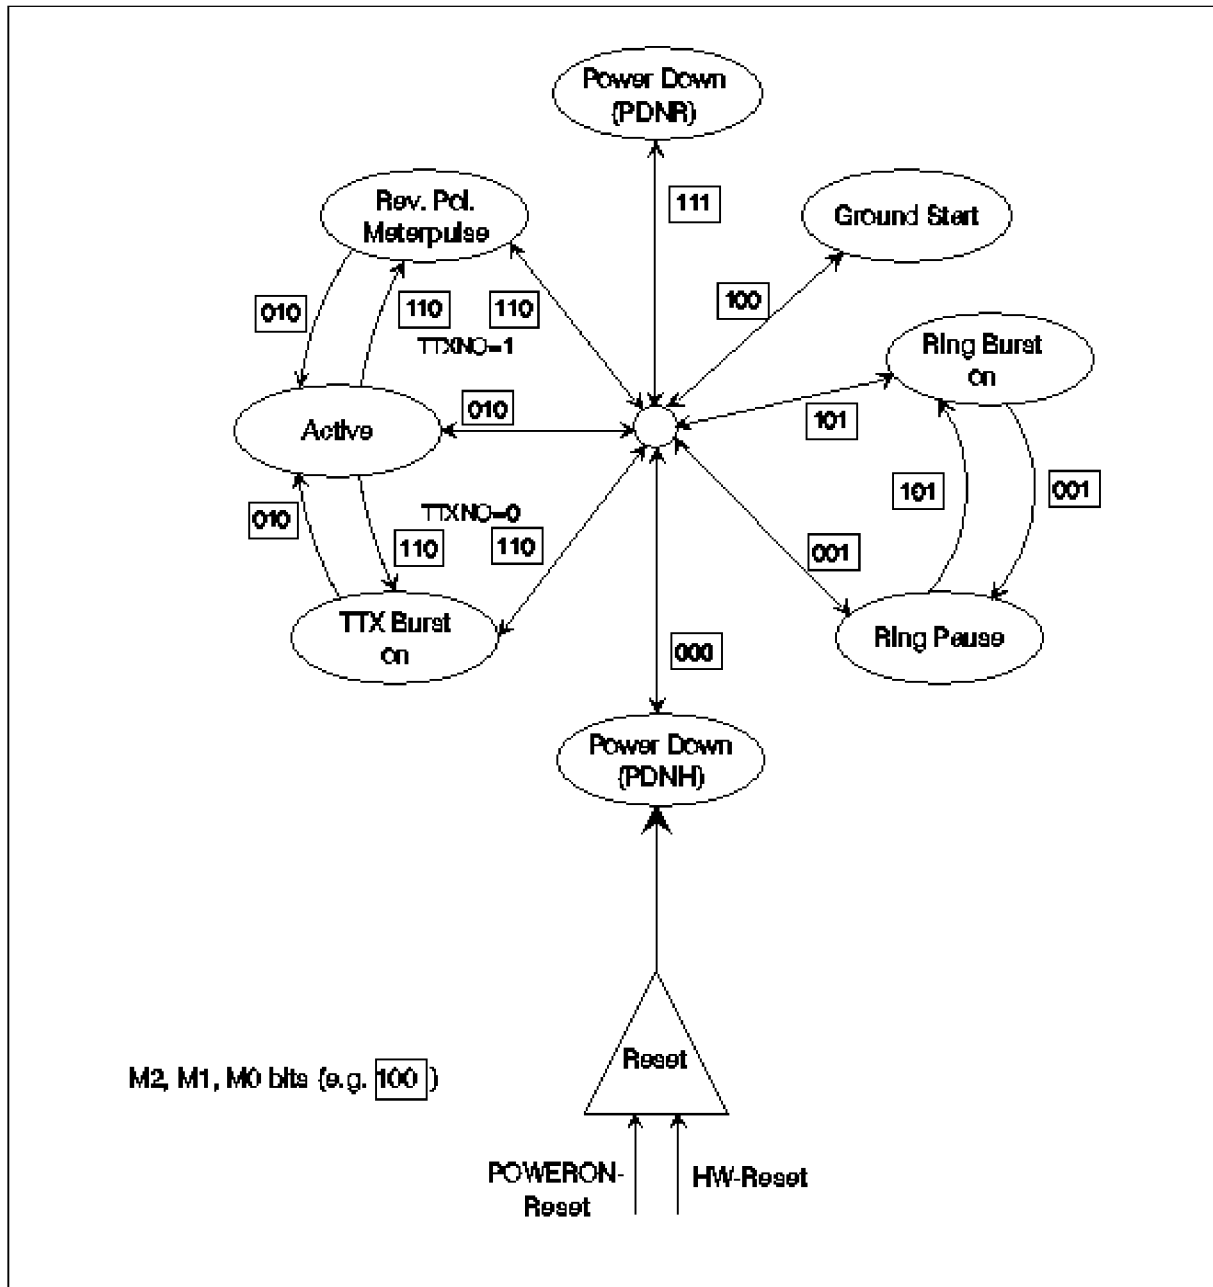 Power Down
(PDNR)
111
Rev. Pol.
Meterpulse
Ground Start
100
010
110
110
TTXNO=1
Ring Burst
on
Active
010
101
010
TTXNO=0
110
110
101
001
001
TTX Burst
on
Ring Pause
000
Power Down
(PDNH)
Reset
M2, M1, M0 bits (e.g. 100 )
POWERON-
Reset
HW-Reset